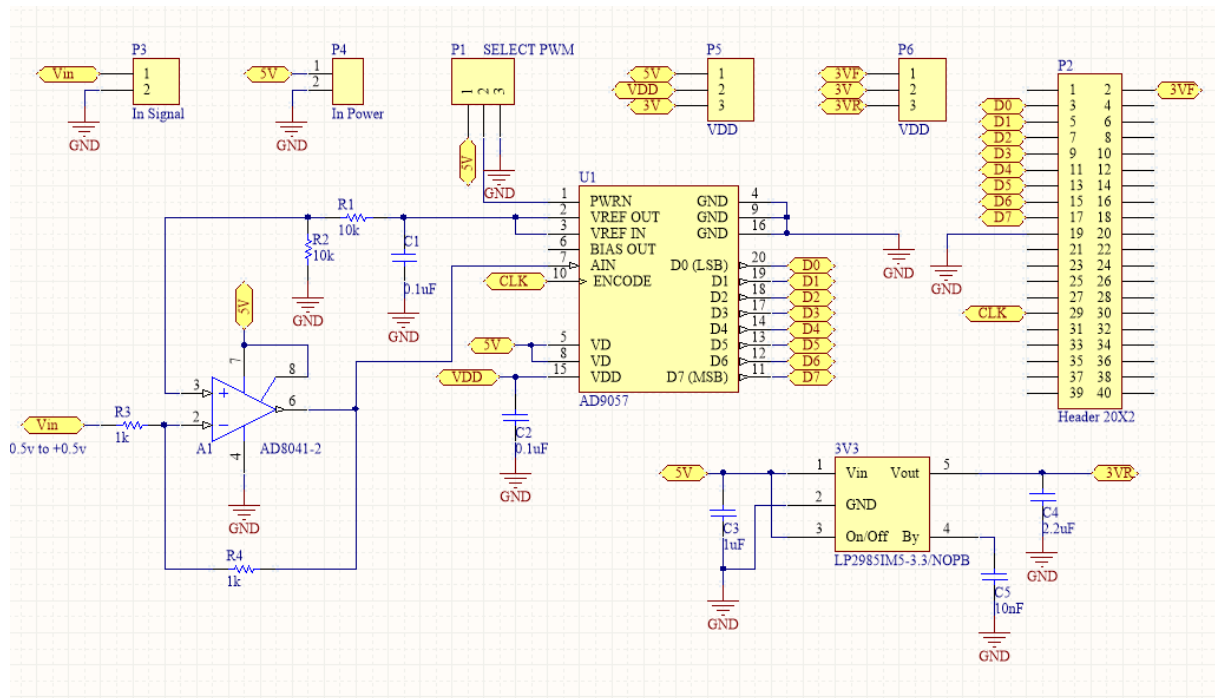 P3
Vin
1
2
GND
In Signal
P4
5V
1
2
GND
In Power
P1 SELECT PWM
1
2
3
5V
GND
P5
5V
VDD
3V
1
2
3
VDD
P6
3VF
3V
3VR
1
2
3
VDD
P2
1 2 3VF
D0 3 4
D1 5 6
D2 7 8
D3 9 10
D4 11 12
D5 13 14
D6 15 16
D7 17 18
19 20
21 22
23 24
25 26
27 28
CLK 29 30
31 32
33 34
35 36
37 38
39 40
GND
Header 20X2
U1
1 PWRN GND 4
2 VREF OUT GND 9
3 VREF IN GND 16
6 BIAS OUT
7 AIN D0 (LSB) 20 D0
CLK 10 ENCODE D1 19 D1
D2 18 D2
D3 17 D3
D4 14 D4
5V 5 VD D5 13 D5
8 VD D6 12 D6
VDD 15 VDD D7 (MSB) 11 D7
AD9057
GND
R1
10k
R2
10k
GND
C1
0.1uF
GND
C2
0.1uF
GND
5V
7
8
3
+
2
−
6
4
A1
AD8041-2
GND
Vin
0.5v to +0.5v
R3
1k
R4
1k
3V3
5V
1 Vin Vout 5
2 GND
3 On/Off By 4
LP2985IM5-3.3/NOPB
3VR
C3
1uF
GND
C4
2.2uF
GND
C5
10nF
GND